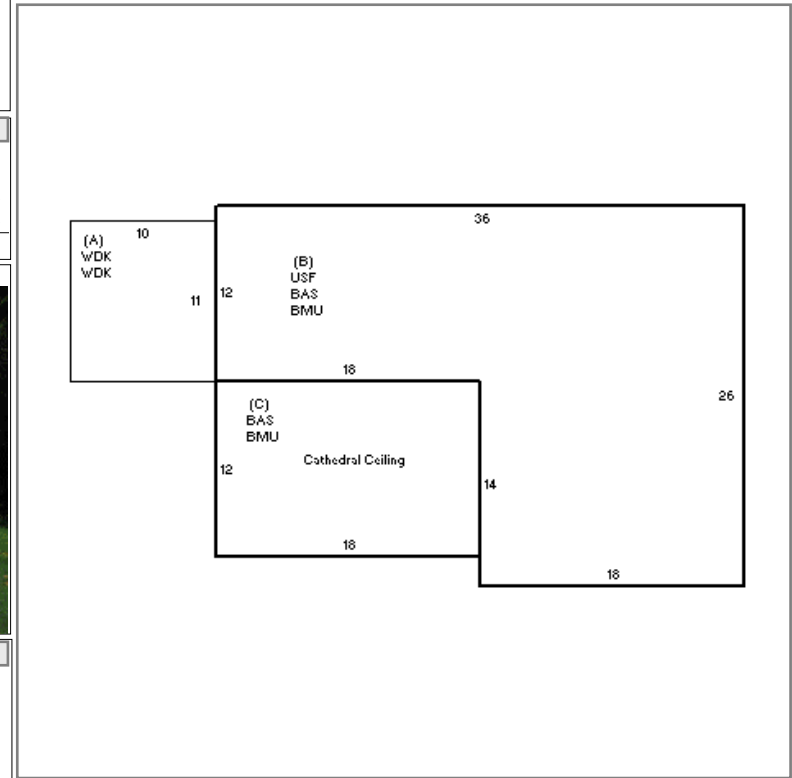 36
10
(A)
WDK
WDK
11
12
(B)
USF
BAS
BMU
18
26
(C)
BAS
BMU
Cathedral Ceiling
12
14
18
18